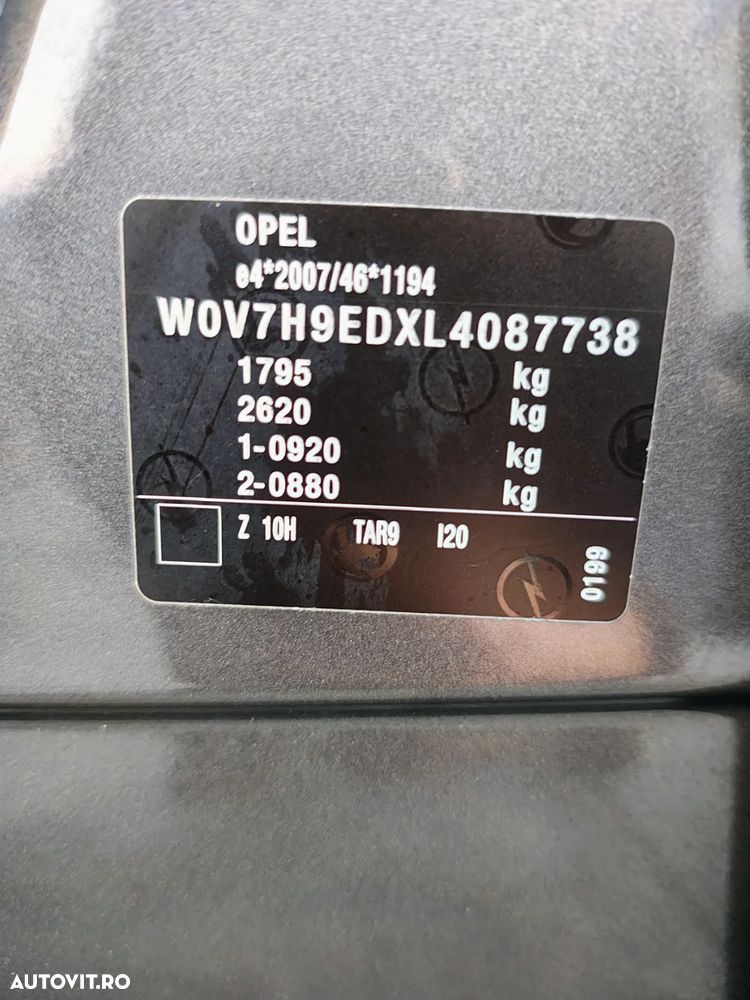 OPEL
e4*2007/46*1194
W0V7H9EDXL4087738
1795 kg
2620 kg
1-0920 kg
2-0880 kg
Z 10H TAR9 I20
0199
AUTOVIT.RO